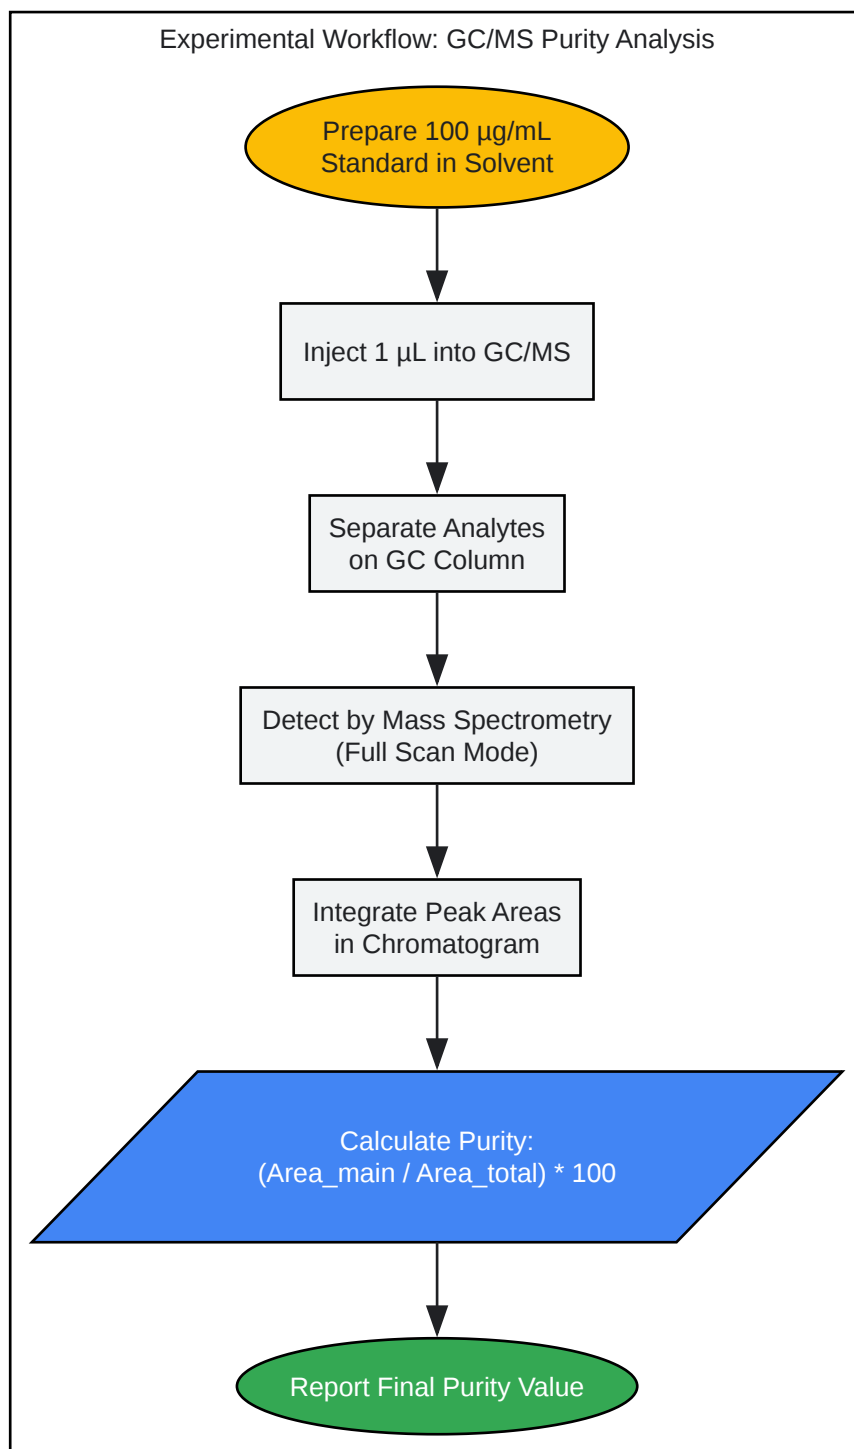 Experimental Workflow: GC/MS Purity Analysis
Prepare 100 µg/mL
Standard in Solvent
Inject 1 µL into GC/MS
Separate Analytes
on GC Column
Detect by Mass Spectrometry
(Full Scan Mode)
Integrate Peak Areas
in Chromatogram
Calculate Purity:
(Area_main / Area_total) * 100
Report Final Purity Value